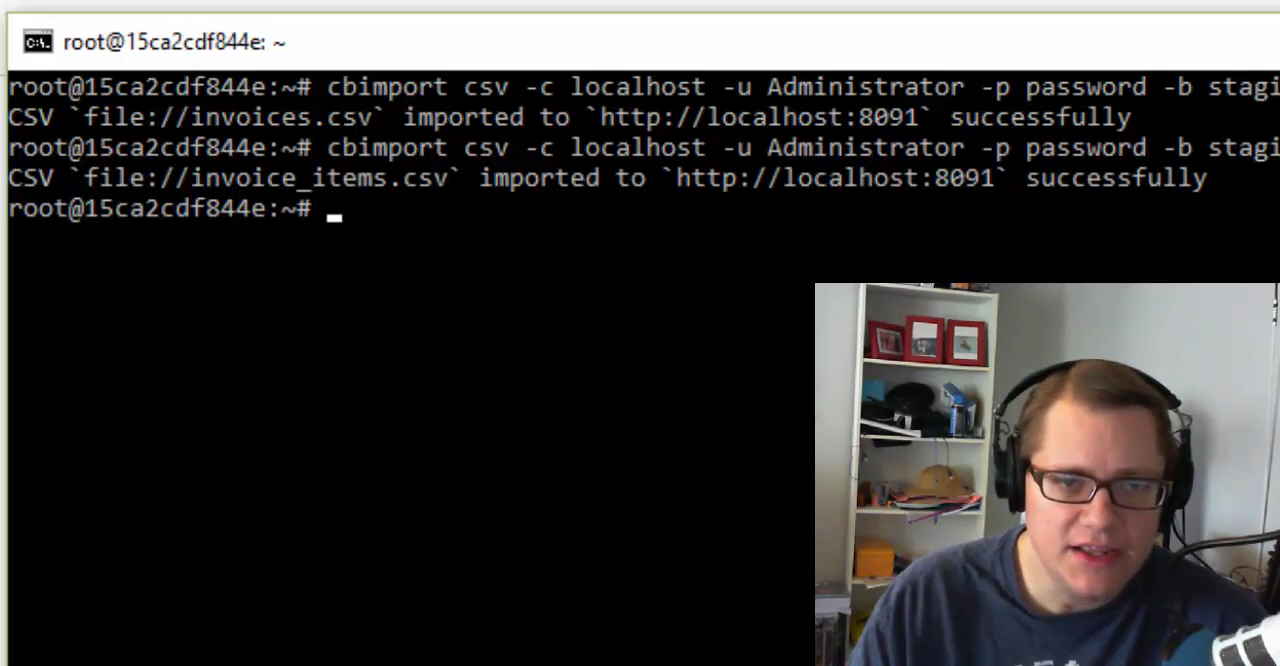 root@15ca2cdf844e: ~
root@15ca2cdf844e:~# cbimport csv -c localhost -u Administrator -p password -b stagi
CSV `file://invoices.csv` imported to `http://localhost:8091` successfully
root@15ca2cdf844e:~# cbimport csv -c localhost -u Administrator -p password -b stagi
CSV `file://invoice_items.csv` imported to `http://localhost:8091` successfully
root@15ca2cdf844e:~#